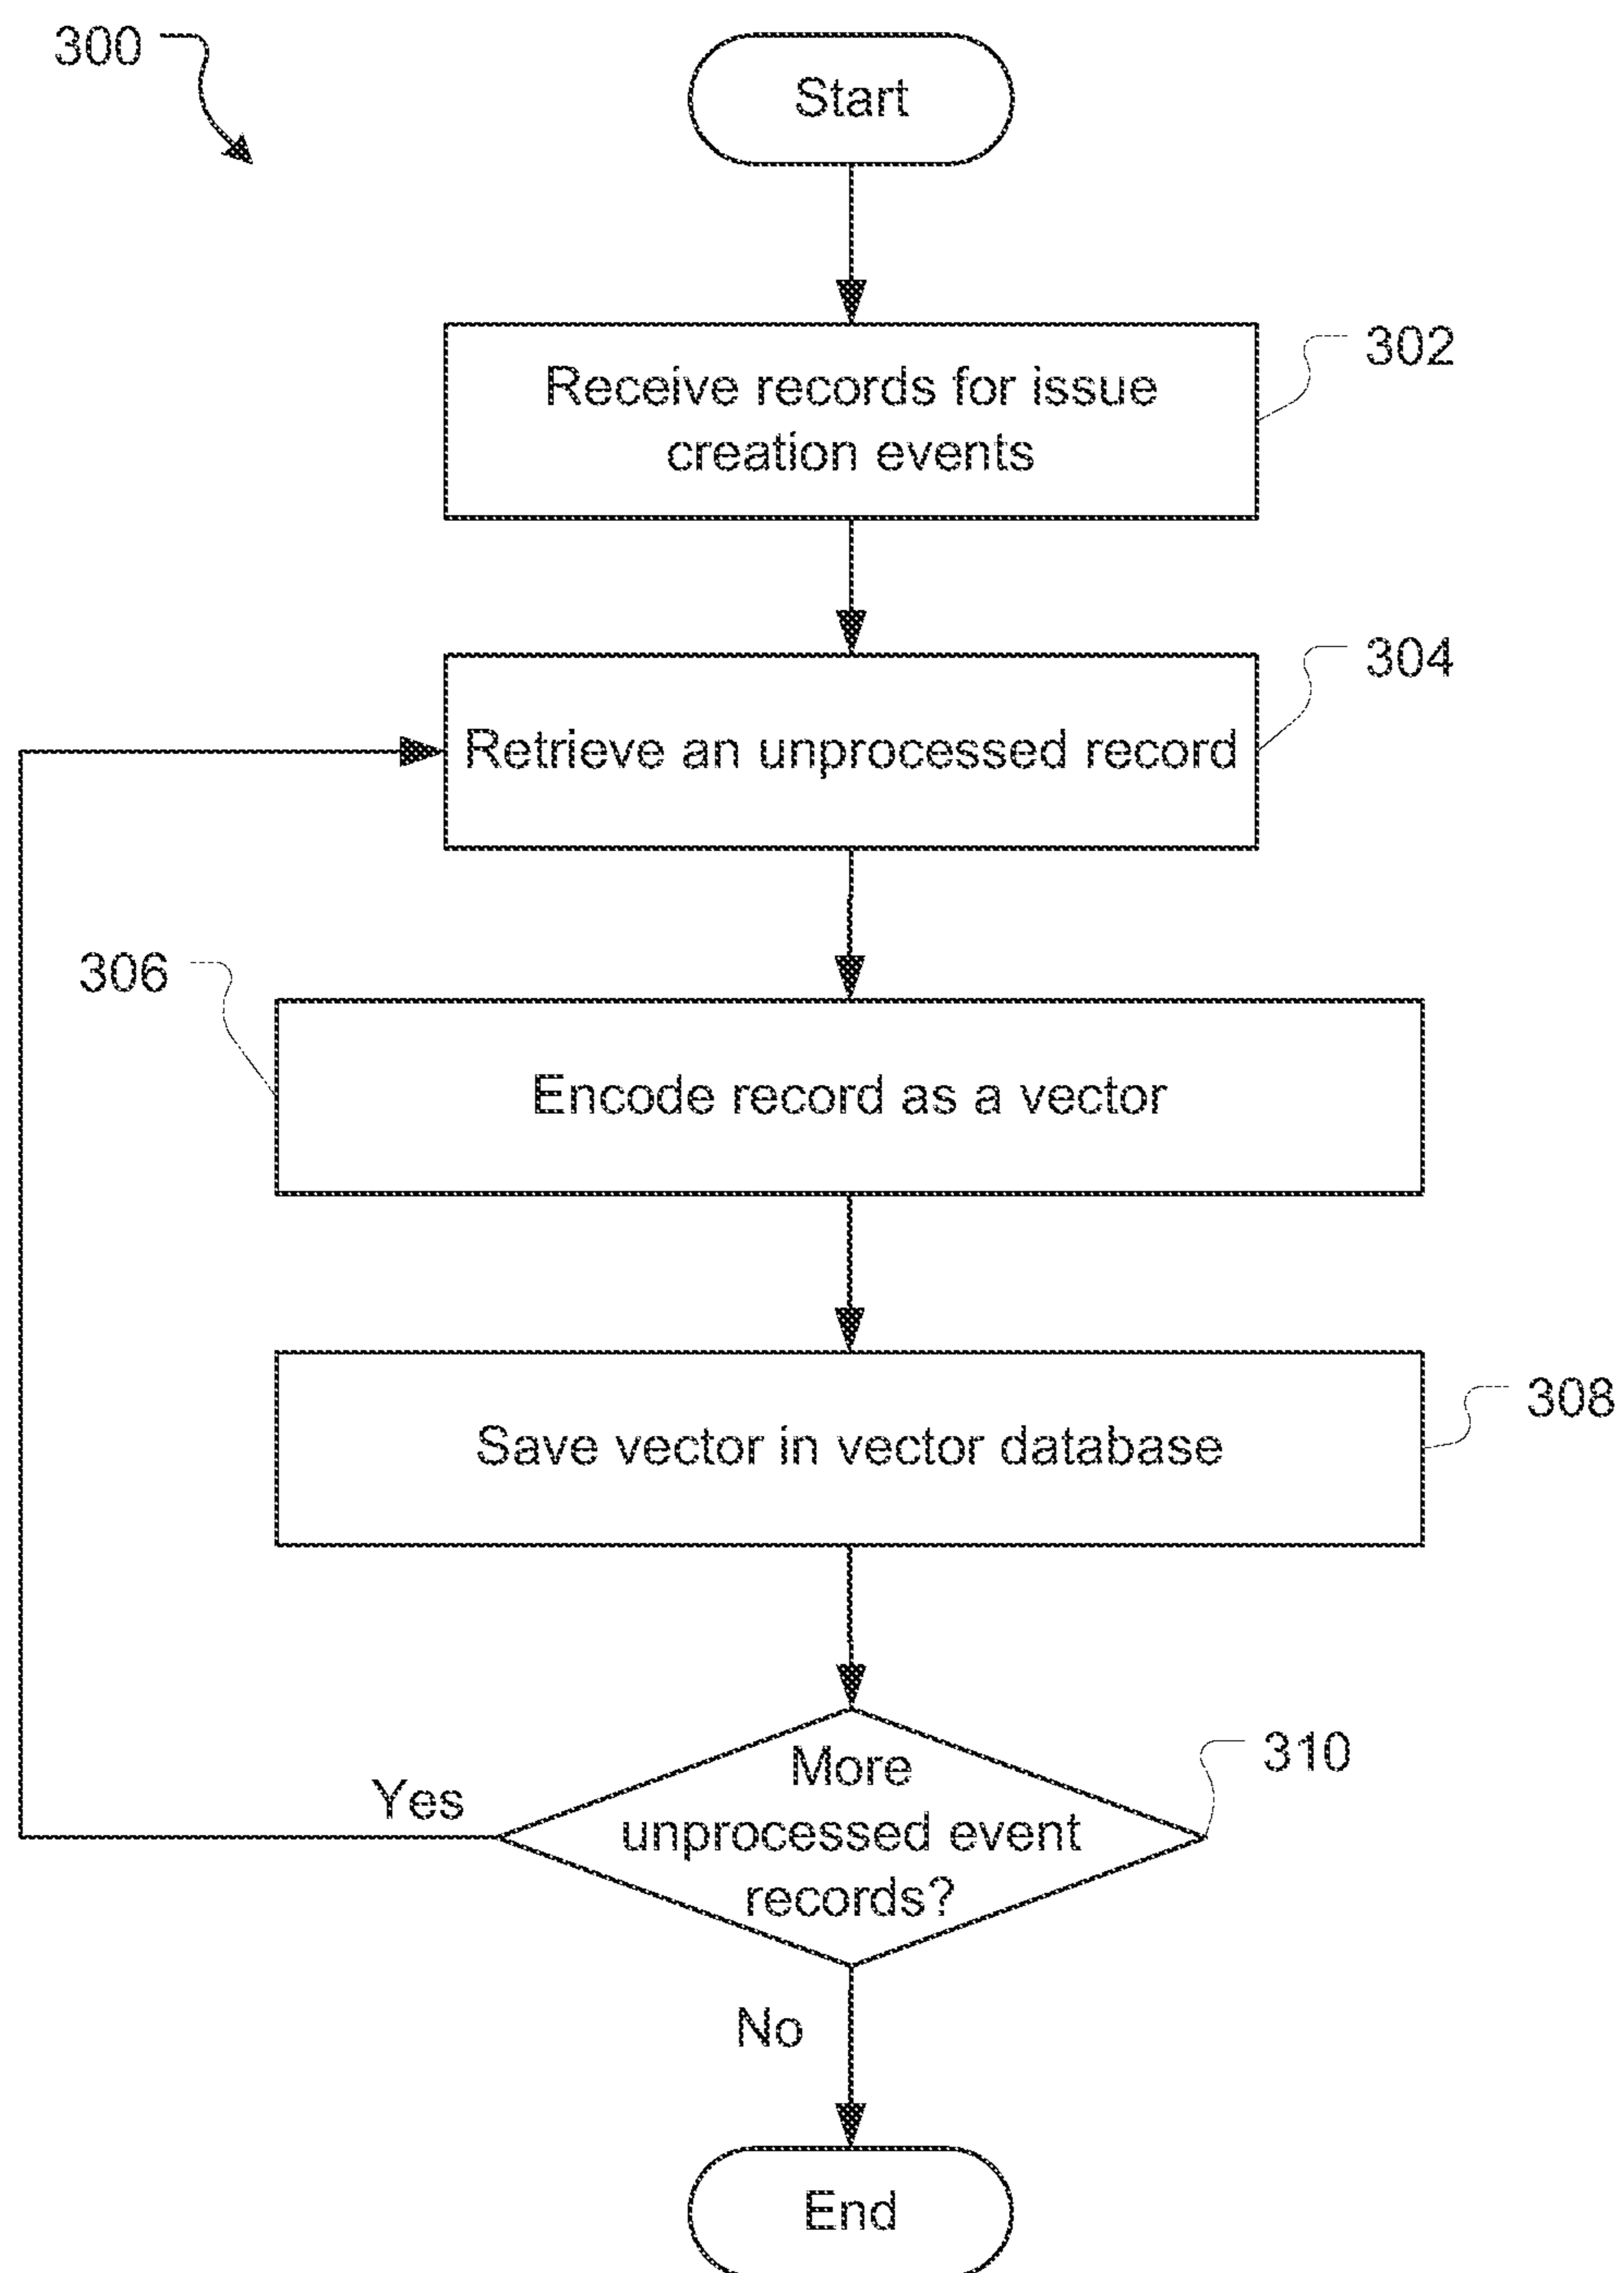 300
Start
Receive records for issue
creation events
302
Retrieve an unprocessed record
304
306
Encode record as a vector
Save vector in vector database
308
More
unprocessed event
records?
310
Yes
No
End